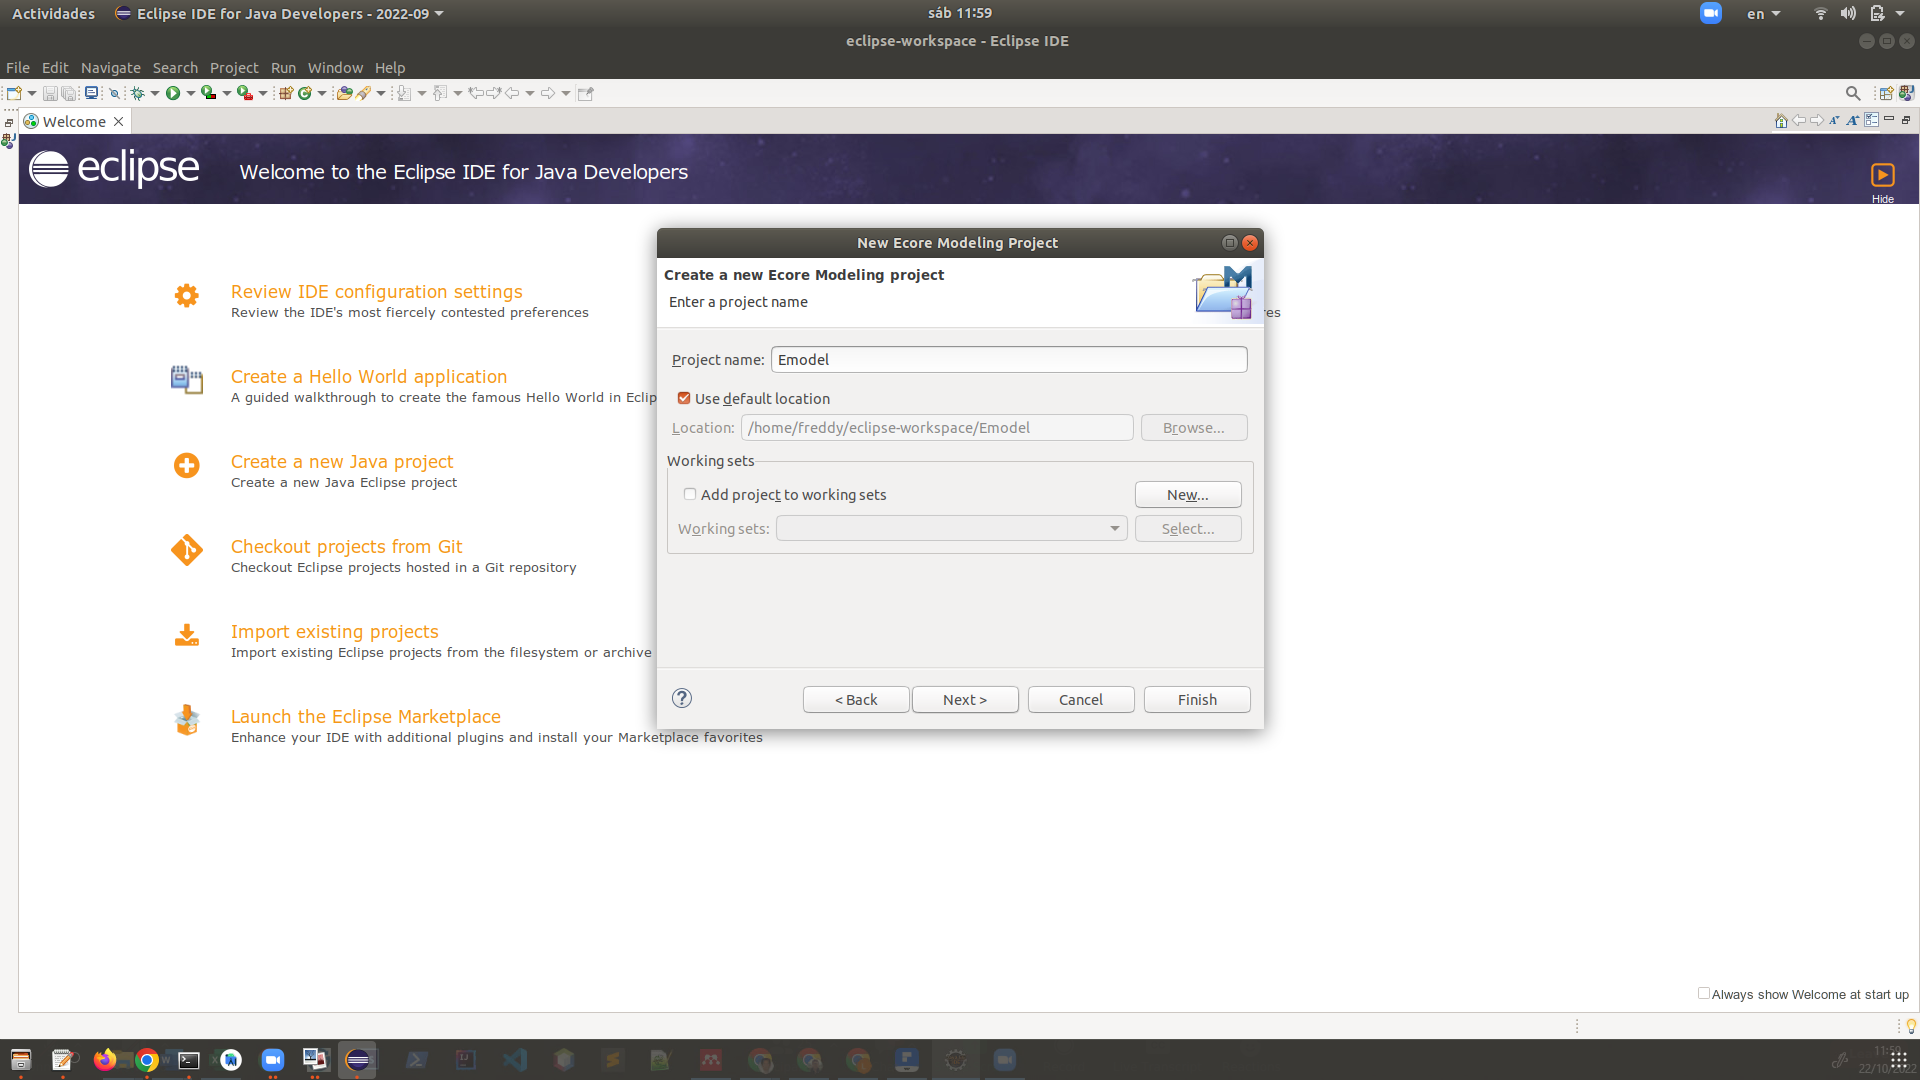 Actividades
Eclipse IDE for Java Developers - 2022-09
sáb 11:59
en
eclipse-workspace - Eclipse IDE
File Edit Navigate Search Project Run Window Help
Welcome
eclipse
Welcome to the Eclipse IDE for Java Developers
Hide
Review IDE configuration settings
Review the IDE's most fiercely contested preferences
res
Create a Hello World application
A guided walkthrough to create the famous Hello World in Eclip
Create a new Java project
Create a new Java Eclipse project
Checkout projects from Git
Checkout Eclipse projects hosted in a Git repository
Import existing projects
Import existing Eclipse projects from the filesystem or archive
Launch the Eclipse Marketplace
Enhance your IDE with additional plugins and install your Marketplace favorites
New Ecore Modeling Project
Create a new Ecore Modeling project
Enter a project name
Project name: Emodel
Use default location
Location: /home/freddy/eclipse-workspace/Emodel
Browse...
Working sets
Add project to working sets
New...
Working sets:
Select...
< Back
Next >
Cancel
Finish
Always show Welcome at start up
11:59
22/10/2022